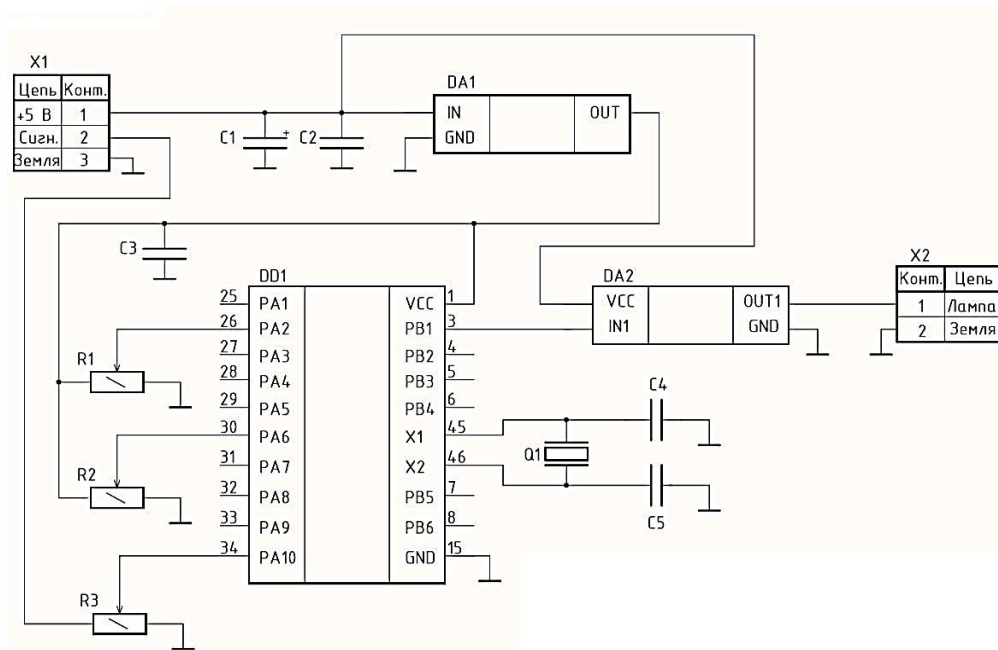 X1
Цепь Конт.
+5 В 1
Сигн. 2
Земля 3
C1
+
C2
DA1
IN OUT
GND
C3
DD1
25 PA1 VCC 1
26 PA2 PB1 3
27 PA3 PB2 4
28 PA4 PB3 5
29 PA5 PB4 6
30 PA6 X1 45
31 PA7 X2 46
32 PA8 PB5 7
33 PA9 PB6 8
34 PA10 GND 15
R1
R2
R3
DA2
VCC OUT1
IN1 GND
X2
Конт. Цепь
1 Лампа
2 Земля
C4
Q1
C5